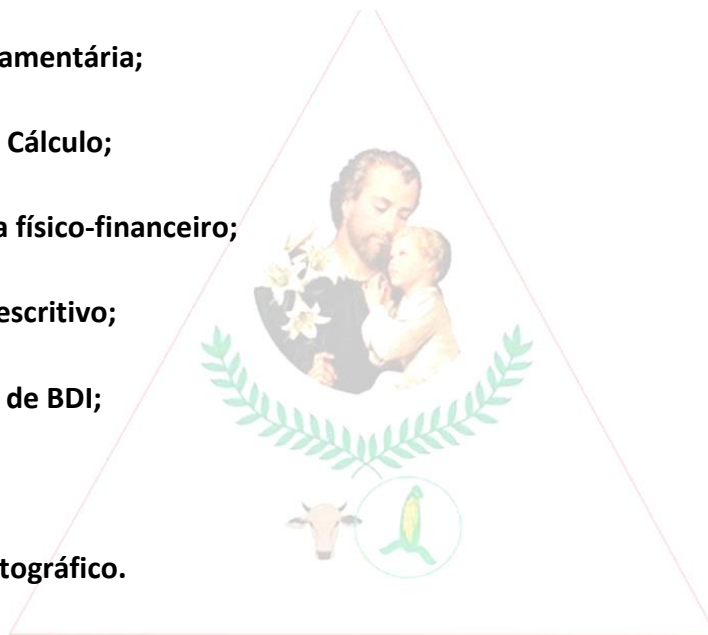 amentária;
Cálculo;
a físico-financeiro;
escritivo;
de BDI;
tográfico.